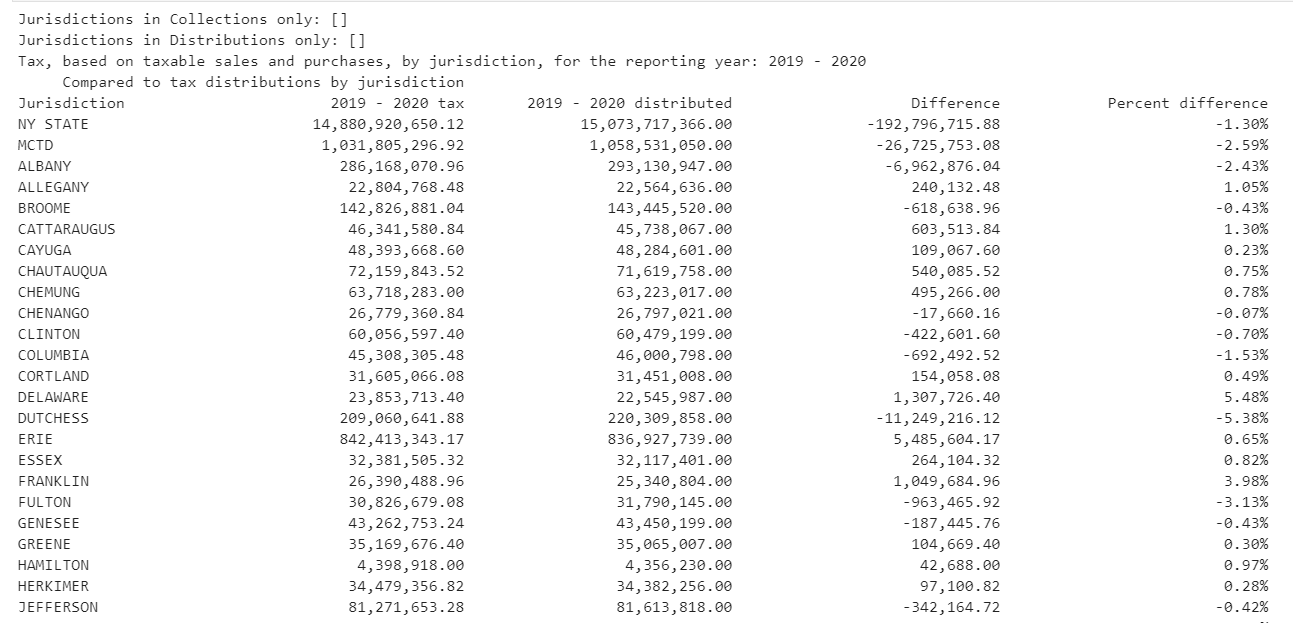 Jurisdictions in Collections only: []
Jurisdictions in Distributions only: []
Tax, based on taxable sales and purchases, by jurisdiction, for the reporting year: 2019 - 2020
Compared to tax distributions by jurisdiction
Jurisdiction 2019 - 2020 tax 2019 - 2020 distributed Difference Percent difference
NY STATE 14,880,920,650.12 15,073,717,366.00 -192,796,715.88 -1.30%
MCTD 1,031,805,296.92 1,058,531,050.00 -26,725,753.08 -2.59%
ALBANY 286,168,070.96 293,130,947.00 -6,962,876.04 -2.43%
ALLEGANY 22,804,768.48 22,564,636.00 240,132.48 1.05%
BROOME 142,826,881.04 143,445,520.00 -618,638.96 -0.43%
CATTARAUGUS 46,341,580.84 45,738,067.00 603,513.84 1.30%
CAYUGA 48,393,668.60 48,284,601.00 109,067.60 0.23%
CHAUTAUQUA 72,159,843.52 71,619,758.00 540,085.52 0.75%
CHEMUNG 63,718,283.00 63,223,017.00 495,266.00 0.78%
CHENANGO 26,779,360.84 26,797,021.00 -17,660.16 -0.07%
CLINTON 60,056,597.40 60,479,199.00 -422,601.60 -0.70%
COLUMBIA 45,308,305.48 46,000,798.00 -692,492.52 -1.53%
CORTLAND 31,605,066.08 31,451,008.00 154,058.08 0.49%
DELAWARE 23,853,713.40 22,545,987.00 1,307,726.40 5.48%
DUTCHESS 209,060,641.88 220,309,858.00 -11,249,216.12 -5.38%
ERIE 842,413,343.17 836,927,739.00 5,485,604.17 0.65%
ESSEX 32,381,505.32 32,117,401.00 264,104.32 0.82%
FRANKLIN 26,390,488.96 25,340,804.00 1,049,684.96 3.98%
FULTON 30,826,679.08 31,790,145.00 -963,465.92 -3.13%
GENESEE 43,262,753.24 43,450,199.00 -187,445.76 -0.43%
GREENE 35,169,676.40 35,065,007.00 104,669.40 0.30%
HAMILTON 4,398,918.00 4,356,230.00 42,688.00 0.97%
HERKIMER 34,479,356.82 34,382,256.00 97,100.82 0.28%
JEFFERSON 81,271,653.28 81,613,818.00 -342,164.72 -0.42%